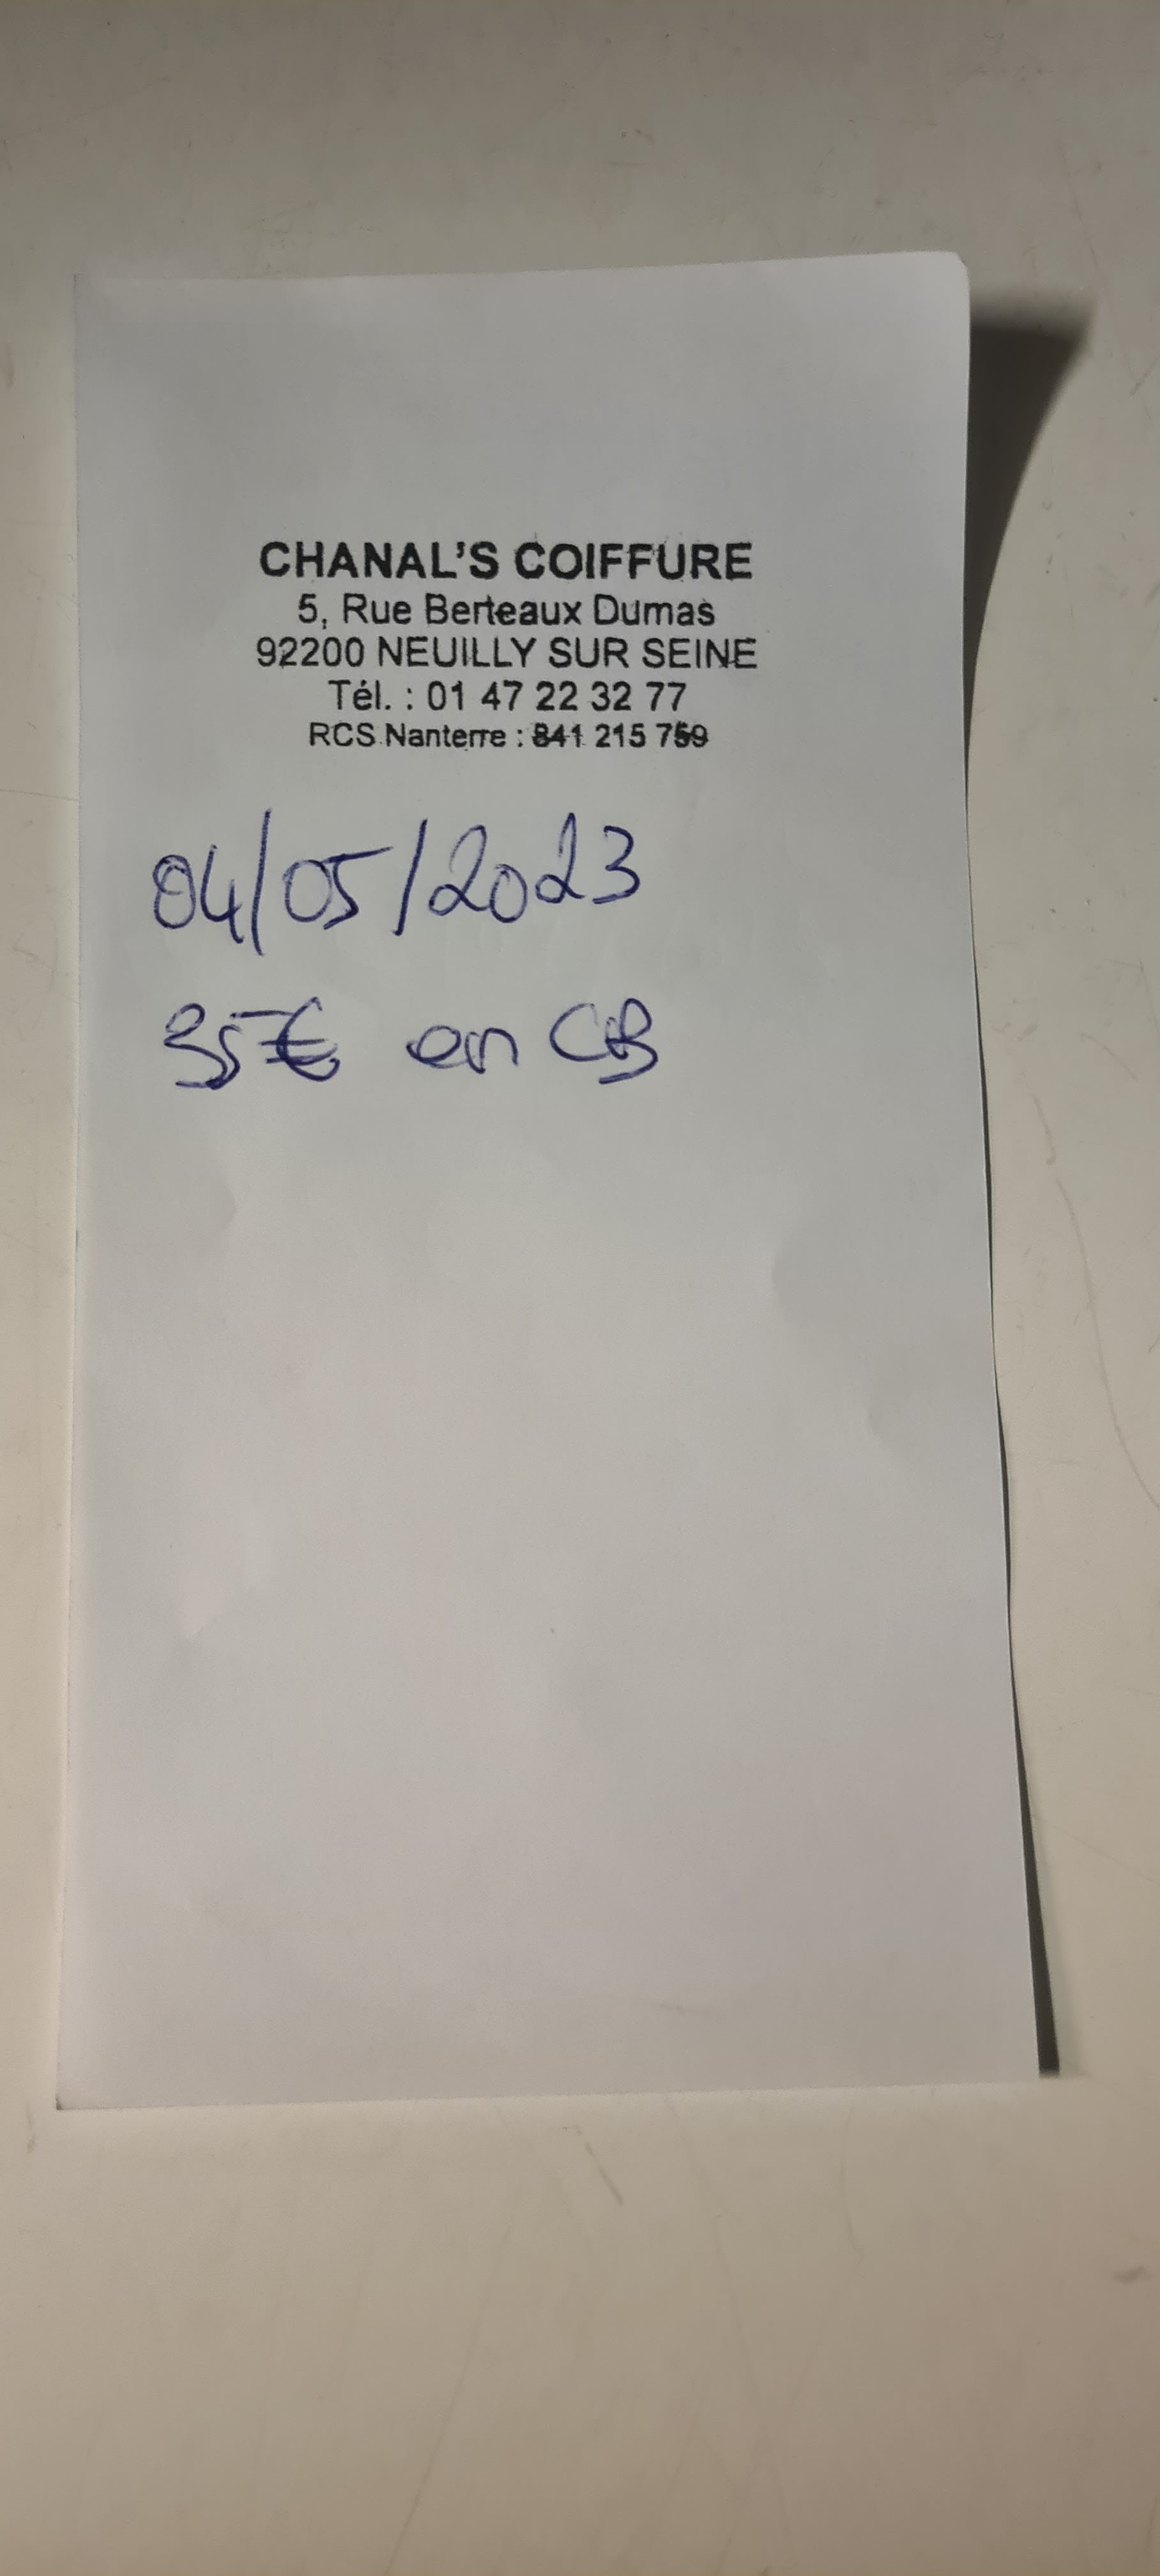 CHANAL'S COIFFURE
5, Rue Berteaux Dumas
92200 NEUILLY SUR SEINE
Tél. : 01 47 22 32 77
RCS Nanterre : 841 215 759
04/05/2023
35€ en CB